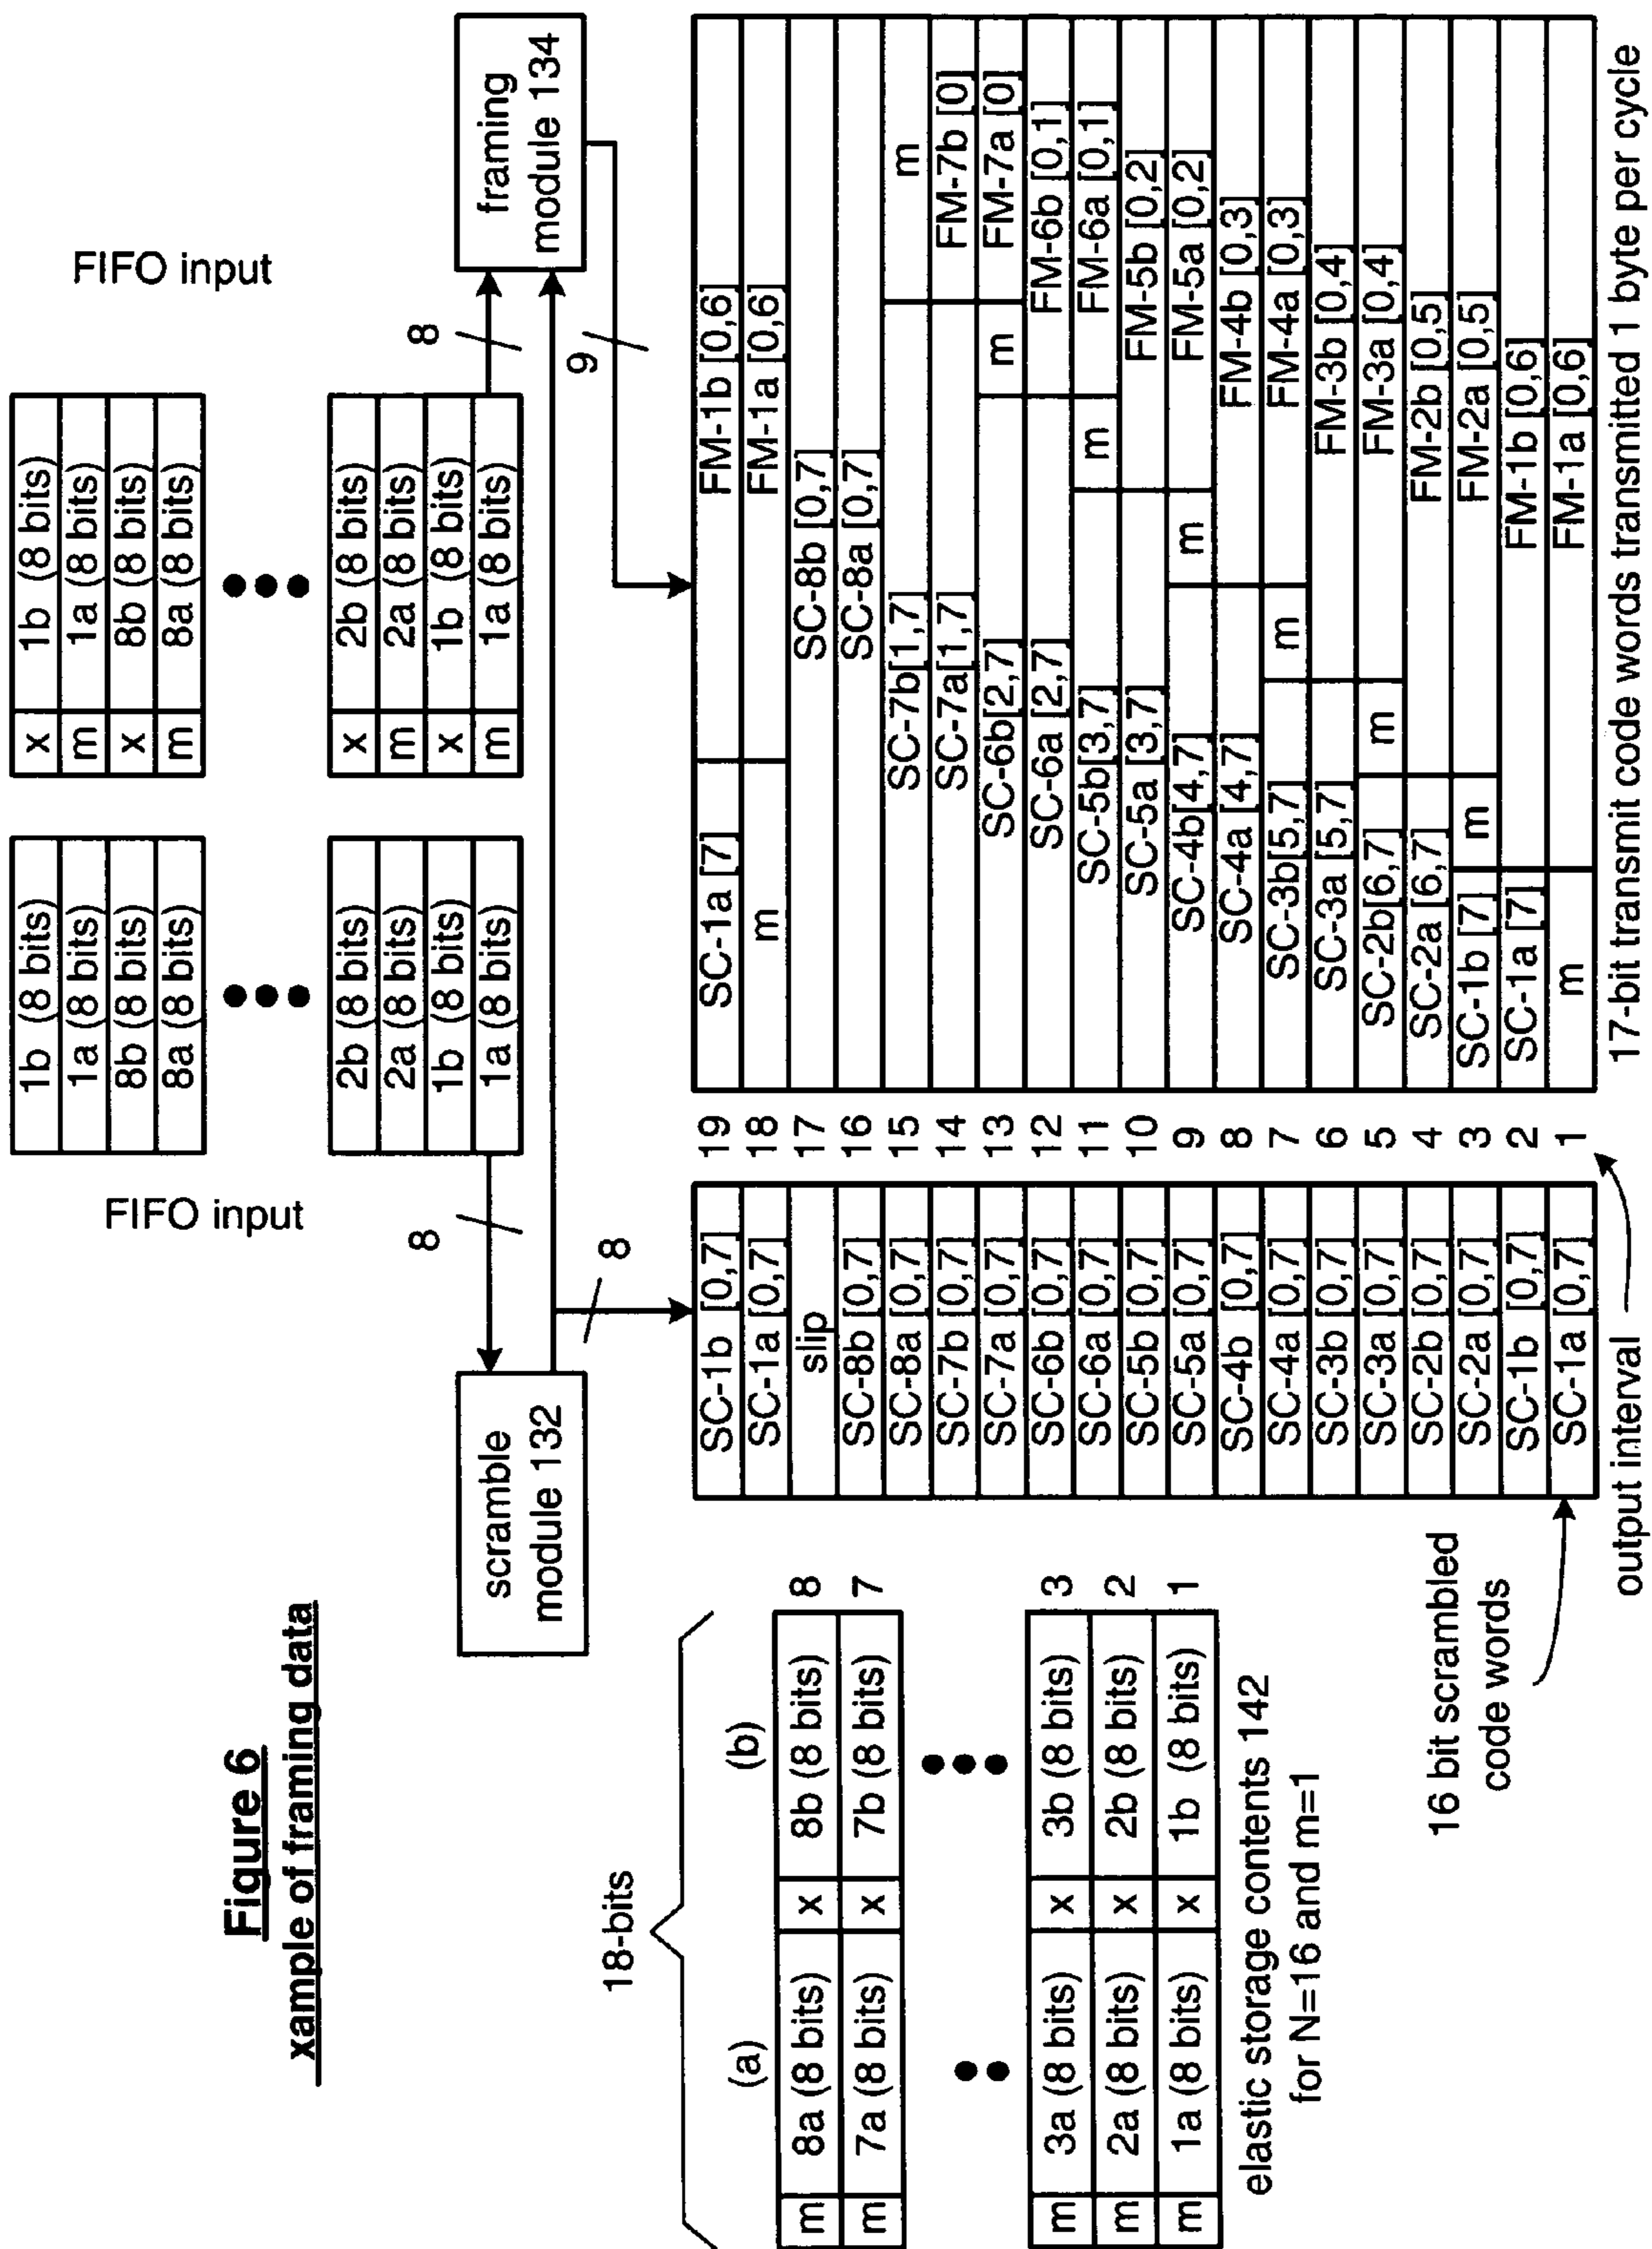 Figure 6
xample of framing data
18-bits
(a) (b)
m 8a (8 bits) x 8b (8 bits) 8
m 7a (8 bits) x 7b (8 bits) 7
m 3a (8 bits) x 3b (8 bits) 3
m 2a (8 bits) x 2b (8 bits) 2
m 1a (8 bits) x 1b (8 bits) 1
elastic storage contents 142
for N=16 and m=1
FIFO input
1b (8 bits)
1a (8 bits)
8b (8 bits)
8a (8 bits)
2b (8 bits)
2a (8 bits)
1b (8 bits)
1a (8 bits)
8
scramble
module 132
8
FIFO input
x 1b (8 bits)
m 1a (8 bits)
x 8b (8 bits)
m 8a (8 bits)
x 2b (8 bits)
m 2a (8 bits)
x 1b (8 bits)
m 1a (8 bits)
8
framing
module 134
9
SC-1b [0,7]
SC-1a [0,7]
slip
SC-8b [0,7]
SC-8a [0,7]
SC-7b [0,7]
SC-7a [0,7]
SC-6b [0,7]
SC-6a [0,7]
SC-5b [0,7]
SC-5a [0,7]
SC-4b [0,7]
SC-4a [0,7]
SC-3b [0,7]
SC-3a [0,7]
SC-2b [0,7]
SC-2a [0,7]
SC-1b [0,7]
SC-1a [0,7]
16 bit scrambled
code words
output interval
19 SC-1a [7] FM-1b [0,6]
18 m FM-1a [0,6]
17 SC-8b [0,7]
16 SC-8a [0,7]
15 SC-7b[1,7] m
14 SC-7a[1,7] FM-7b [0]
13 SC-6b[2,7] m FM-7a [0]
12 SC-6a [2,7] FM-6b [0,1]
11 SC-5b[3,7] m FM-6a [0,1]
10 SC-5a [3,7] FM-5b [0,2]
9 SC-4b[4,7] m FM-5a [0,2]
8 SC-4a [4,7] FM-4b [0,3]
7 SC-3b[5,7] m FM-4a [0,3]
6 SC-3a [5,7] FM-3b [0,4]
5 SC-2b[6,7] m FM-3a [0,4]
4 SC-2a [6,7] FM-2b [0,5]
3 SC-1b [7] m FM-2a [0,5]
2 SC-1a [7] FM-1b [0,6]
1 m FM-1a [0,6]
17-bit transmit code words transmitted 1 byte per cycle